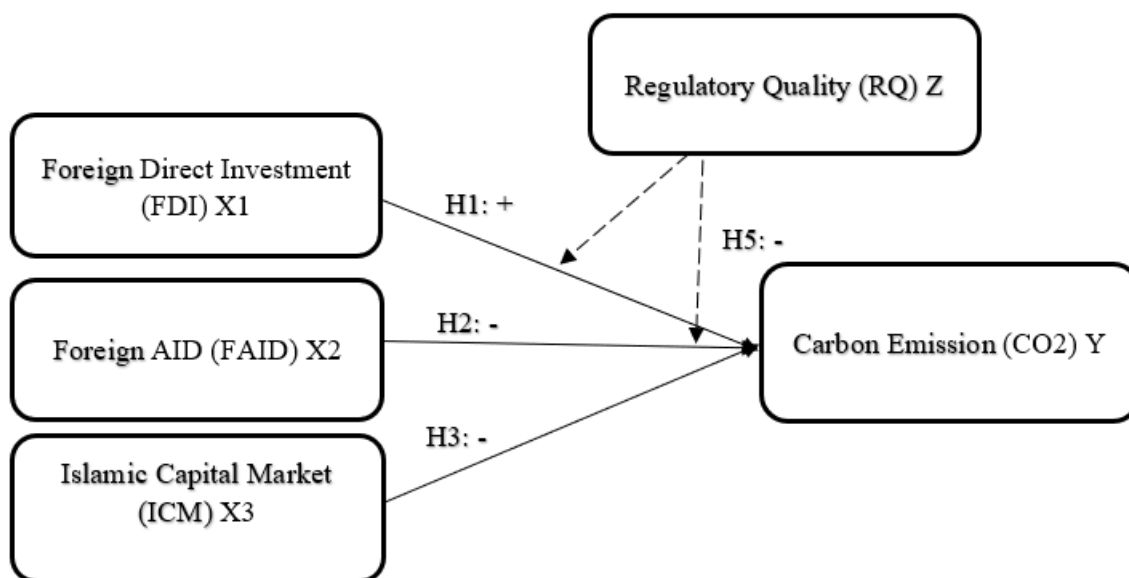 Regulatory Quality (RQ) Z
Foreign Direct Investment
(FDI) X1
H1: +
H5: -
Foreign AID (FAID) X2
H2: -
Carbon Emission (CO2) Y
H3: -
Islamic Capital Market
(ICM) X3